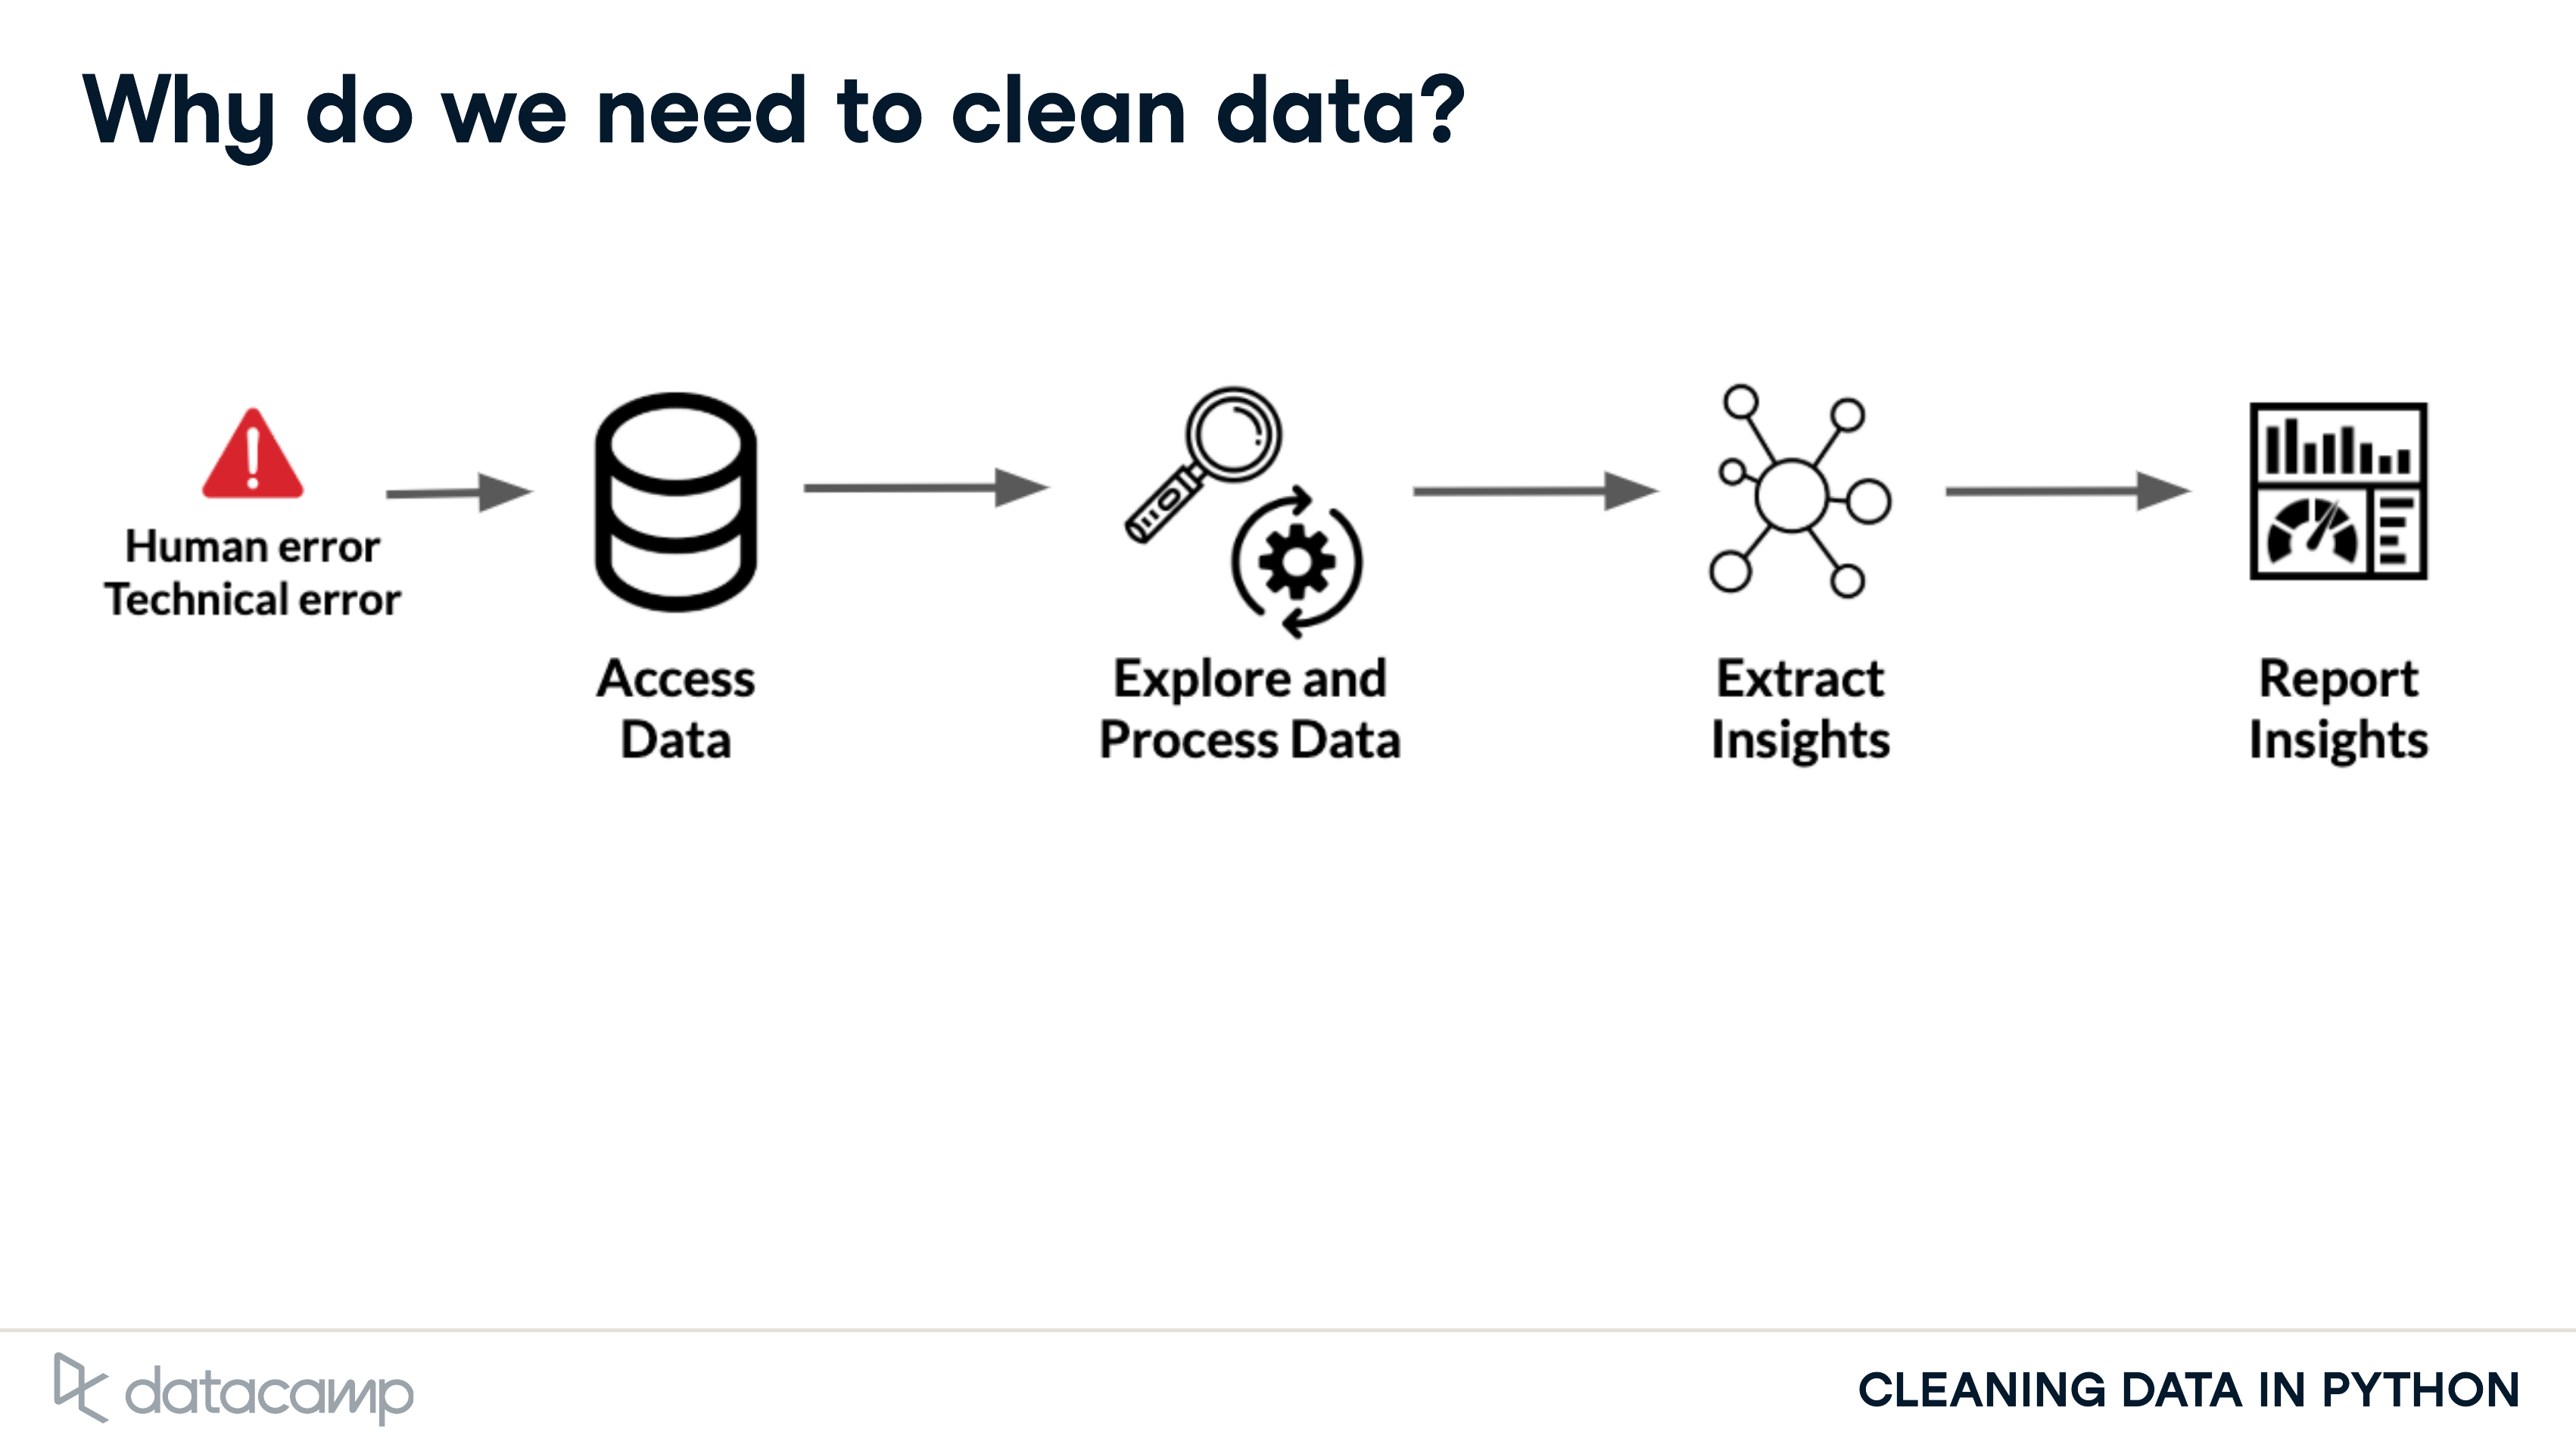 Why do we need to clean data?
Human error
Technical error
Access
Data
Explore and
Process Data
Extract
Insights
Report
Insights
datacamp
CLEANING DATA IN PYTHON